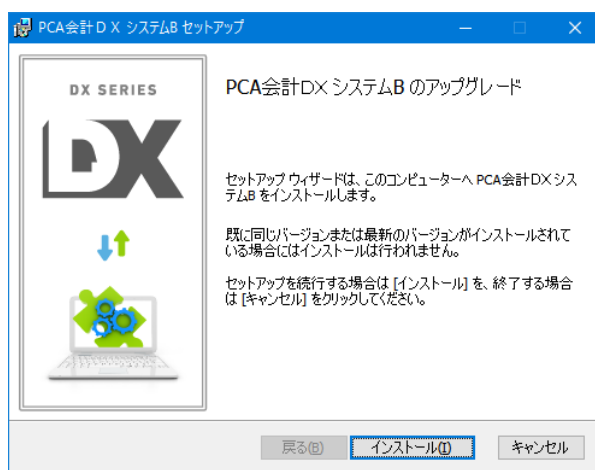 PCA会計ＤＸ システムB セットアップ
DX SERIES
DX
PCA会計DX システムB のアップグレード
セットアップ ウィザードは、このコンピューターへ PCA会計DX シス
テムB をインストールします。
既に同じバージョンまたは最新のバージョンがインストールされて
いる場合にはインストールは行われません。
セットアップを続行する場合は [インストール] を、終了する場合
は [キャンセル] をクリックしてください。
戻る(B)
インストール(I)
キャンセル